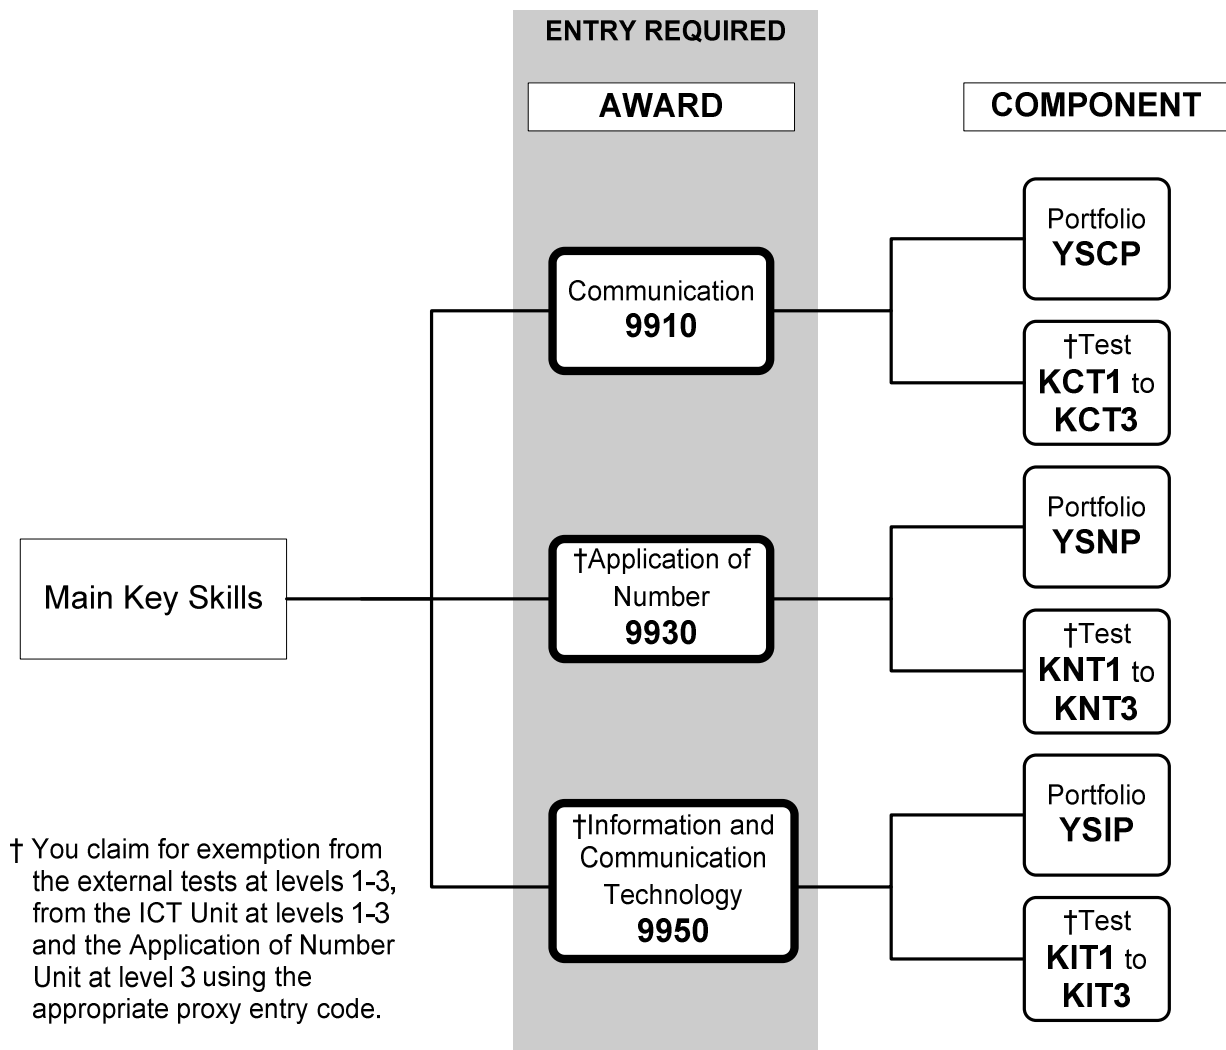 ENTRY REQUIRED
AWARD
COMPONENT
Portfolio
YSCP
Communication
9910
†Test
KCT1 to
KCT3
Portfolio
YSNP
Main Key Skills
†Application of
Number
9930
†Test
KNT1 to
KNT3
Portfolio
YSIP
†Information and
Communication
Technology
9950
†Test
KIT1 to
KIT3
† You claim for exemption from
the external tests at levels 1-3,
from the ICT Unit at levels 1-3
and the Application of Number
Unit at level 3 using the
appropriate proxy entry code.